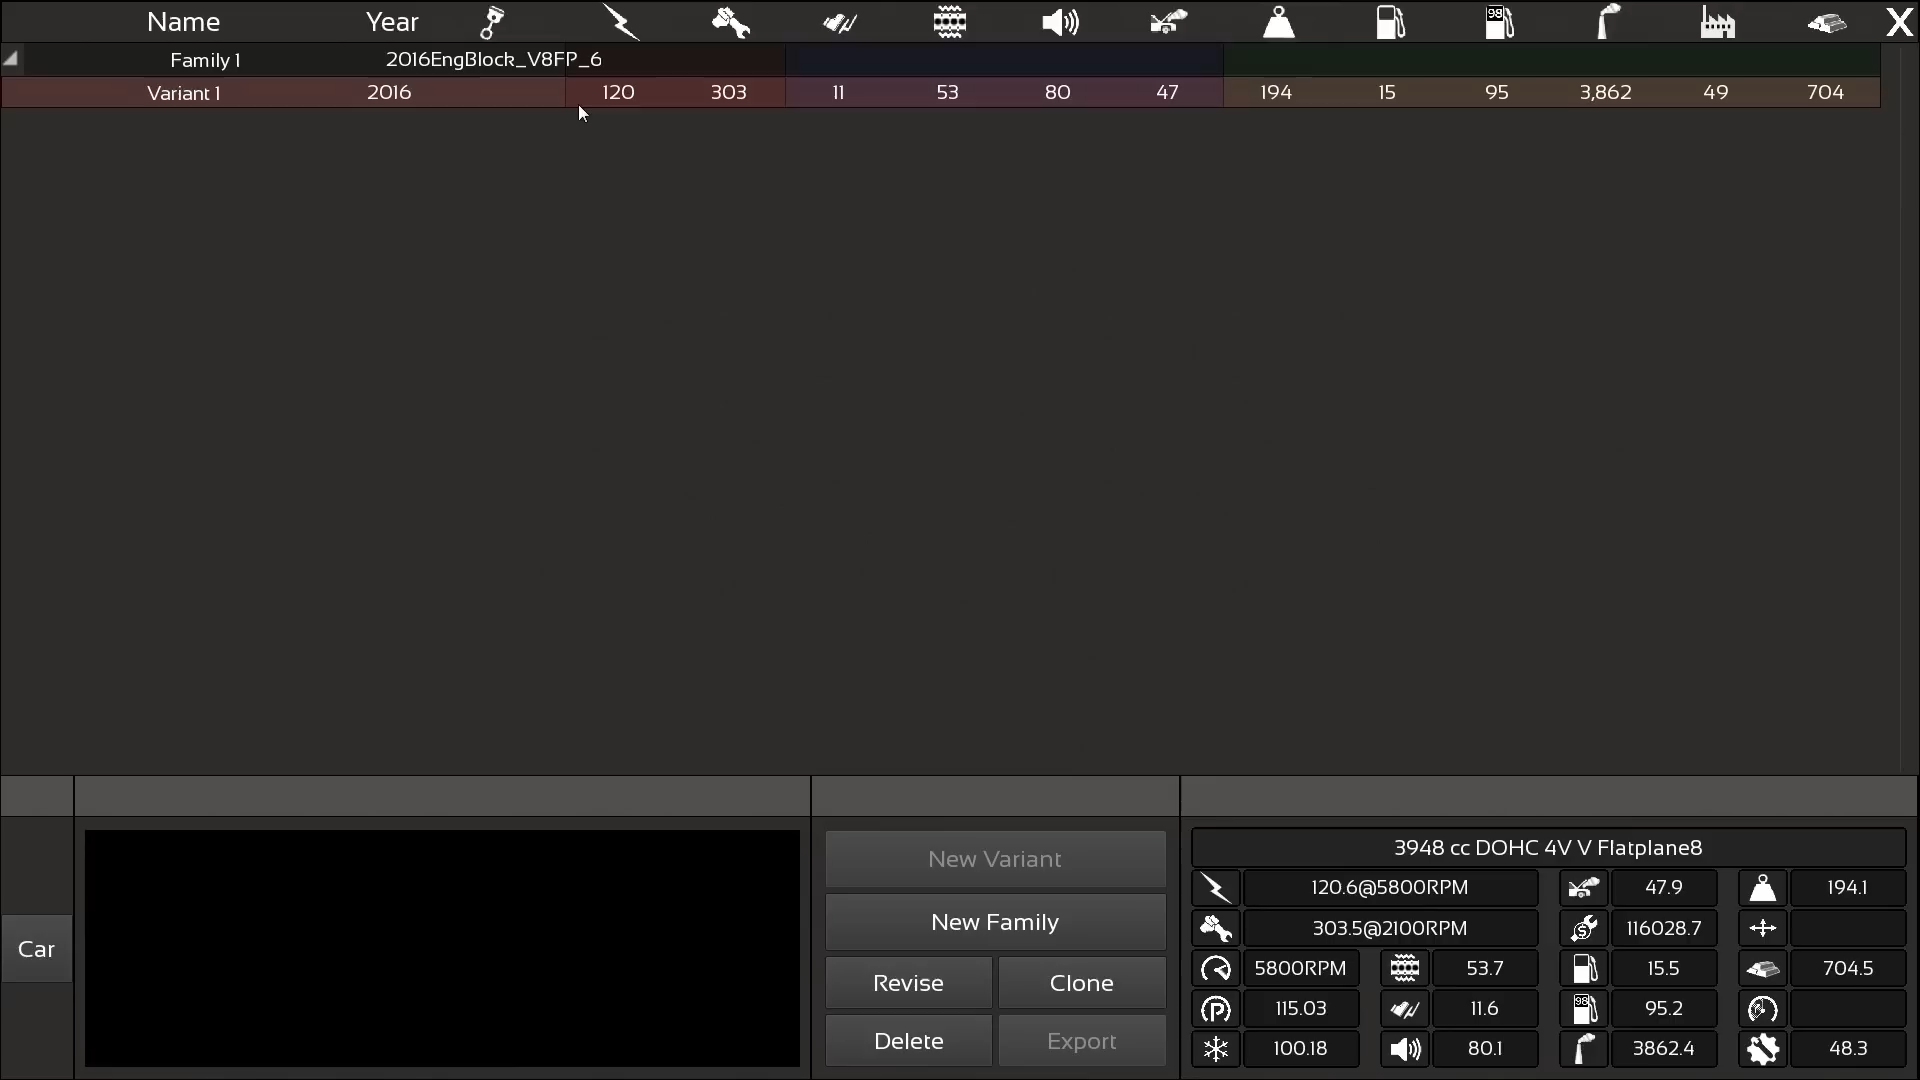 Name Year 98 X
Family 1 2016EngBlock_V8FP_6
Variant 1 2016 120 303 11 53 80 47 194 15 95 3,862 49 704
New Variant
New Family
Revise Clone
Delete Export
Car
3948 cc DOHC 4V V Flatplane8
120.6@5800RPM 47.9 194.1
303.5@2100RPM $ 116028.7
5800RPM 53.7 15.5 704.5
P 115.03 11.6 98 95.2
100.18 80.1 3862.4 48.3